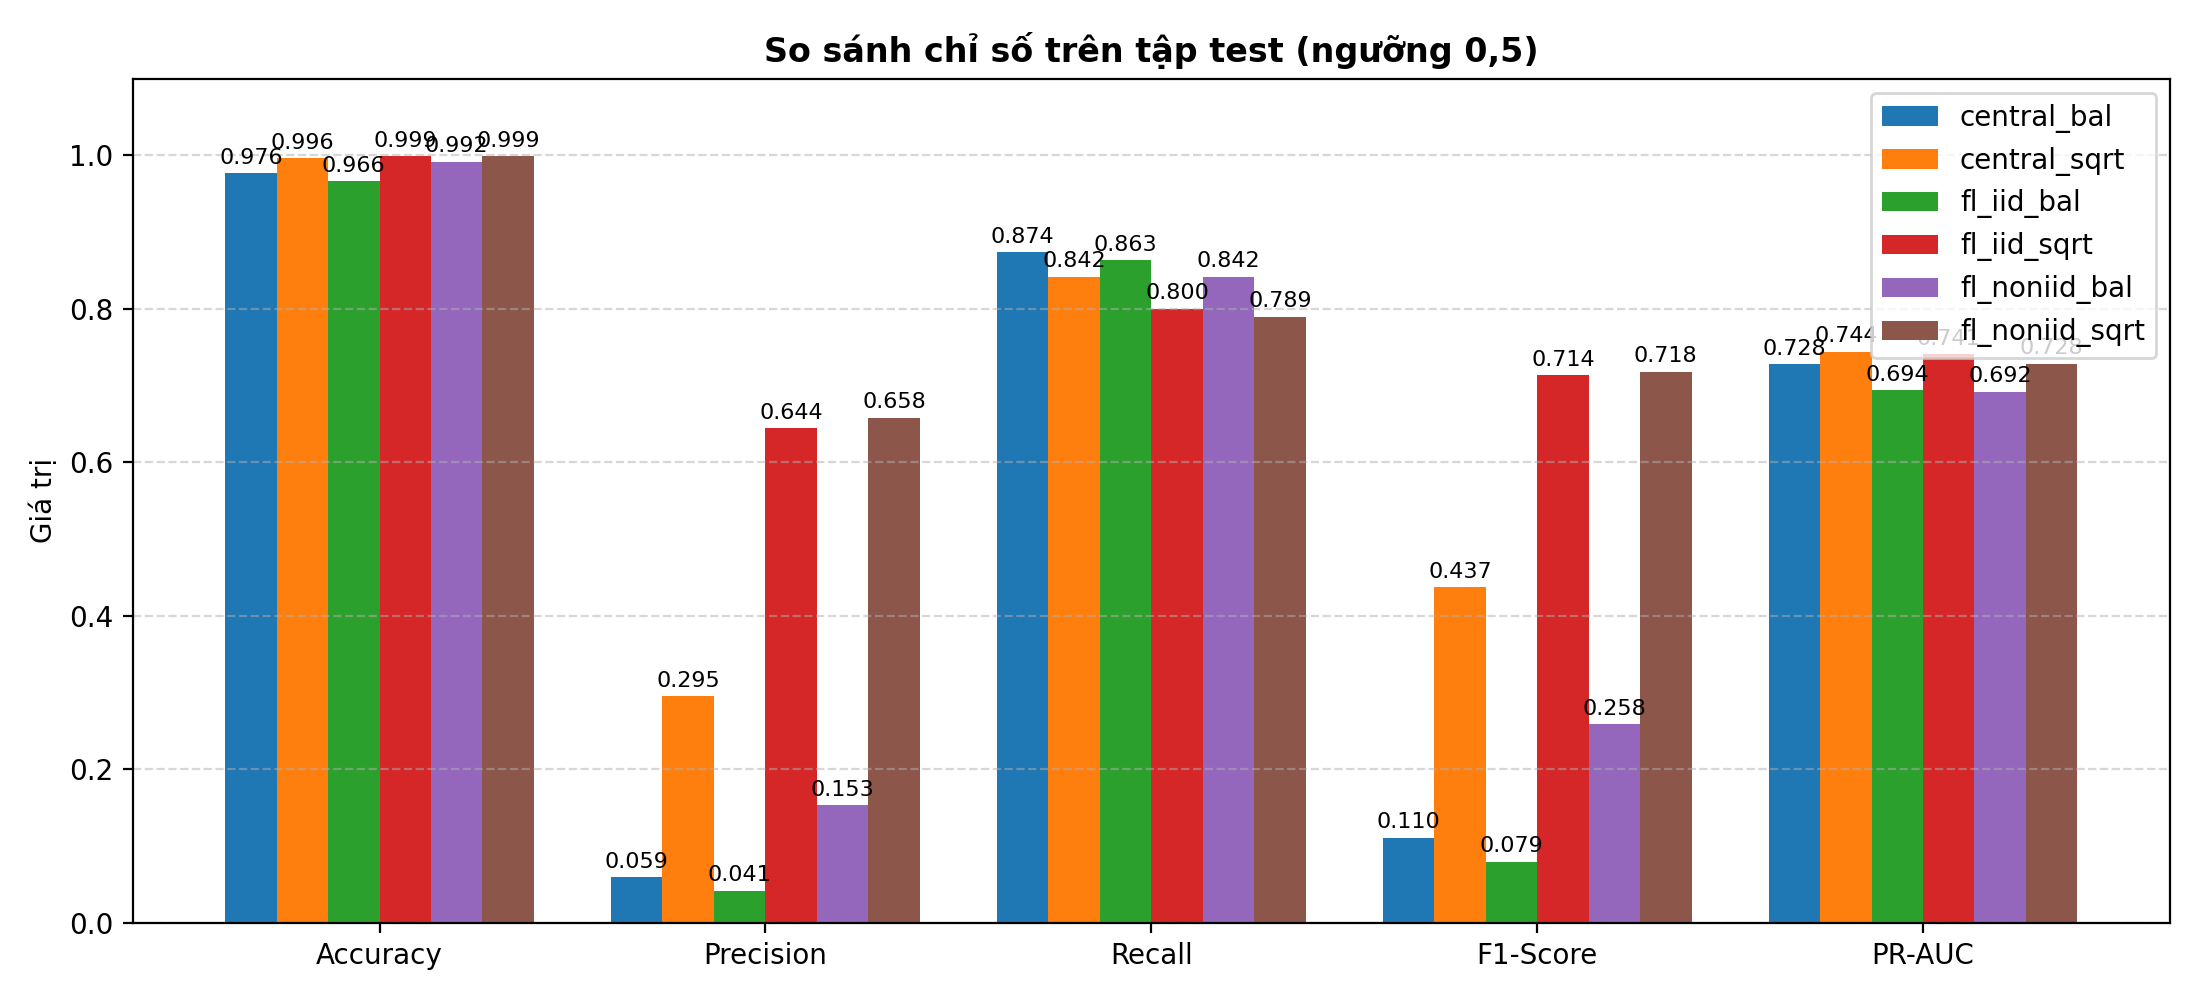 So sánh chỉ số trên tập test (ngưỡng 0,5)
central_bal
central_sqrt
fl_iid_bal
fl_iid_sqrt
fl_noniid_bal
fl_noniid_sqrt
Giá trị
1.0
0.8
0.6
0.4
0.2
0.0
0.976
0.996
0.966
0.999
0.992
0.999
0.059
0.295
0.041
0.644
0.153
0.658
0.874
0.842
0.863
0.800
0.842
0.789
0.110
0.437
0.079
0.714
0.258
0.718
0.728
0.744
0.694
0.741
0.692
0.728
Accuracy
Precision
Recall
F1-Score
PR-AUC